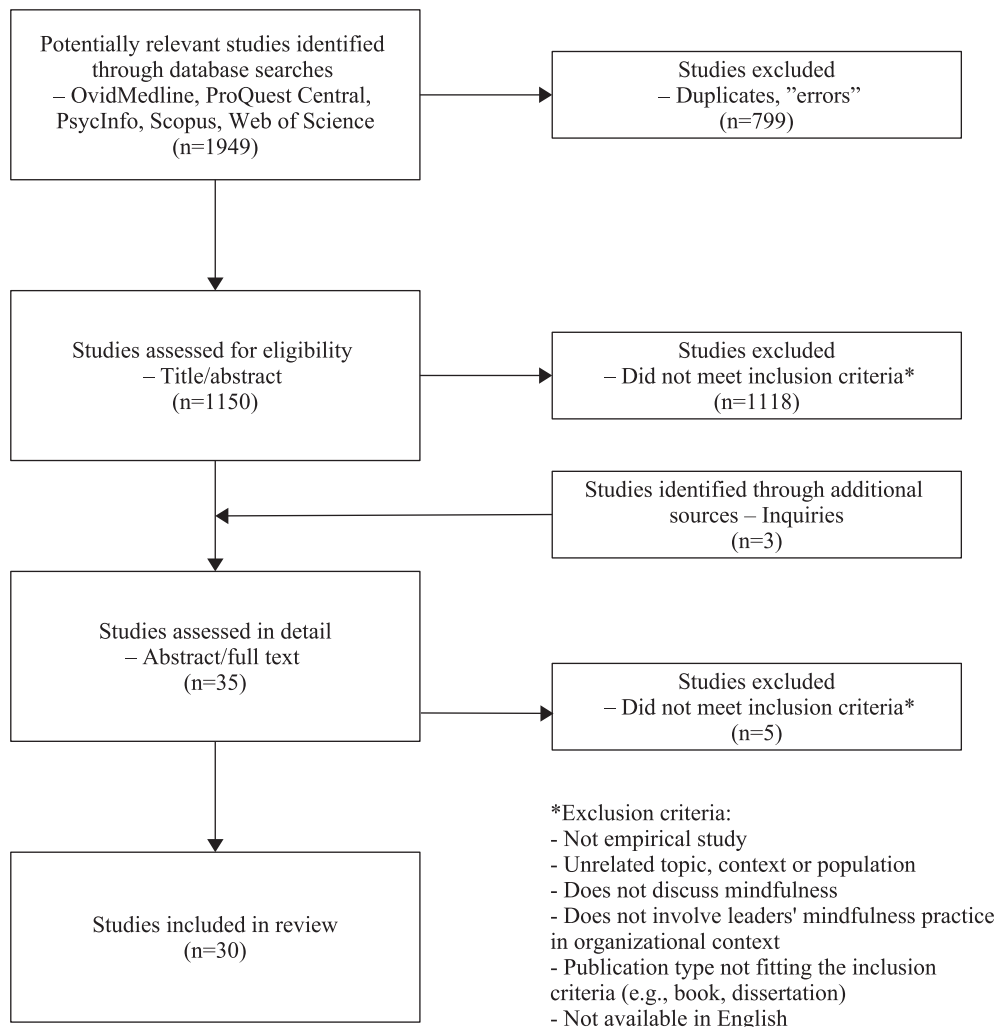 Potentially relevant studies identified
through database searches
– OvidMedline, ProQuest Central,
PsycInfo, Scopus, Web of Science
(n=1949)
Studies excluded
– Duplicates, ”errors”
(n=799)
Studies assessed for eligibility
– Title/abstract
(n=1150)
Studies excluded
– Did not meet inclusion criteria*
(n=1118)
Studies identified through additional
sources – Inquiries
(n=3)
Studies assessed in detail
– Abstract/full text
(n=35)
Studies excluded
– Did not meet inclusion criteria*
(n=5)
Studies included in review
(n=30)
*Exclusion criteria:
- Not empirical study
- Unrelated topic, context or population
- Does not discuss mindfulness
- Does not involve leaders' mindfulness practice
in organizational context
- Publication type not fitting the inclusion
criteria (e.g., book, dissertation)
- Not available in English